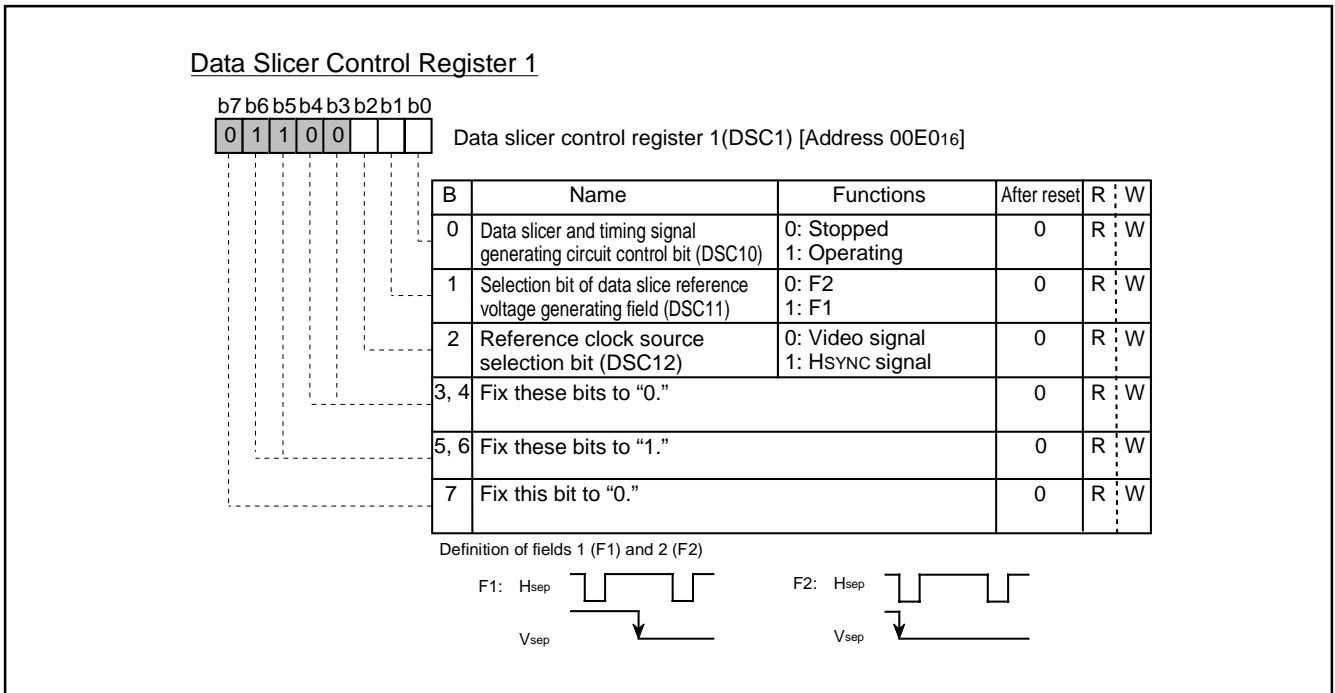 Data Slicer Control Register 1
b7 b6 b5 b4 b3 b2 b1 b0
0 1 1 0 0
Data slicer control register 1(DSC1) [Address 00E016]
B Name Functions After reset R W
0 Data slicer and timing signal generating circuit control bit (DSC10) 0: Stopped 1: Operating 0 R W
1 Selection bit of data slice reference voltage generating field (DSC11) 0: F2 1: F1 0 R W
2 Reference clock source selection bit (DSC12) 0: Video signal 1: HSYNC signal 0 R W
3, 4 Fix these bits to “0.” 0 R W
5, 6 Fix these bits to “1.” 0 R W
7 Fix this bit to “0.” 0 R W
Definition of fields 1 (F1) and 2 (F2)
F1: Hsep
Vsep
F2: Hsep
Vsep